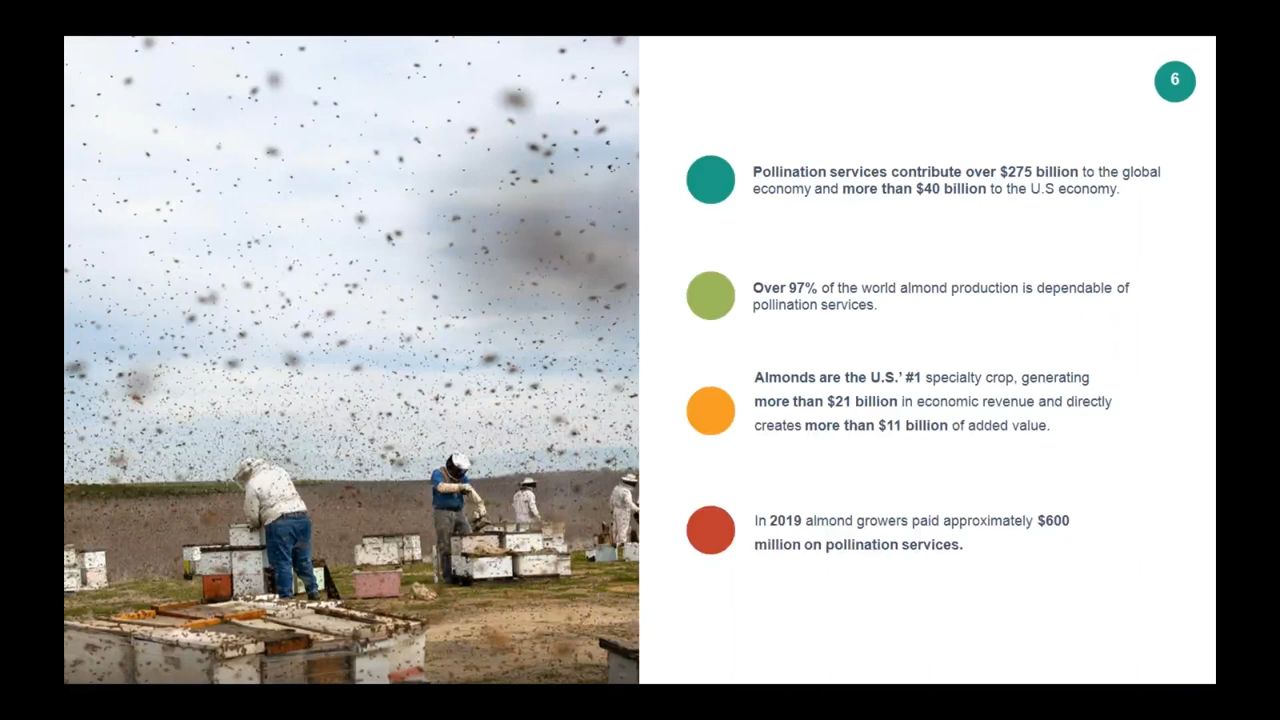 6
Pollination services contribute over $275 billion to the global
economy and more than $40 billion to the U.S economy.
Over 97% of the world almond production is dependable of
pollination services.
Almonds are the U.S.’ #1 specialty crop, generating
more than $21 billion in economic revenue and directly
creates more than $11 billion of added value.
In 2019 almond growers paid approximately $600
million on pollination services.